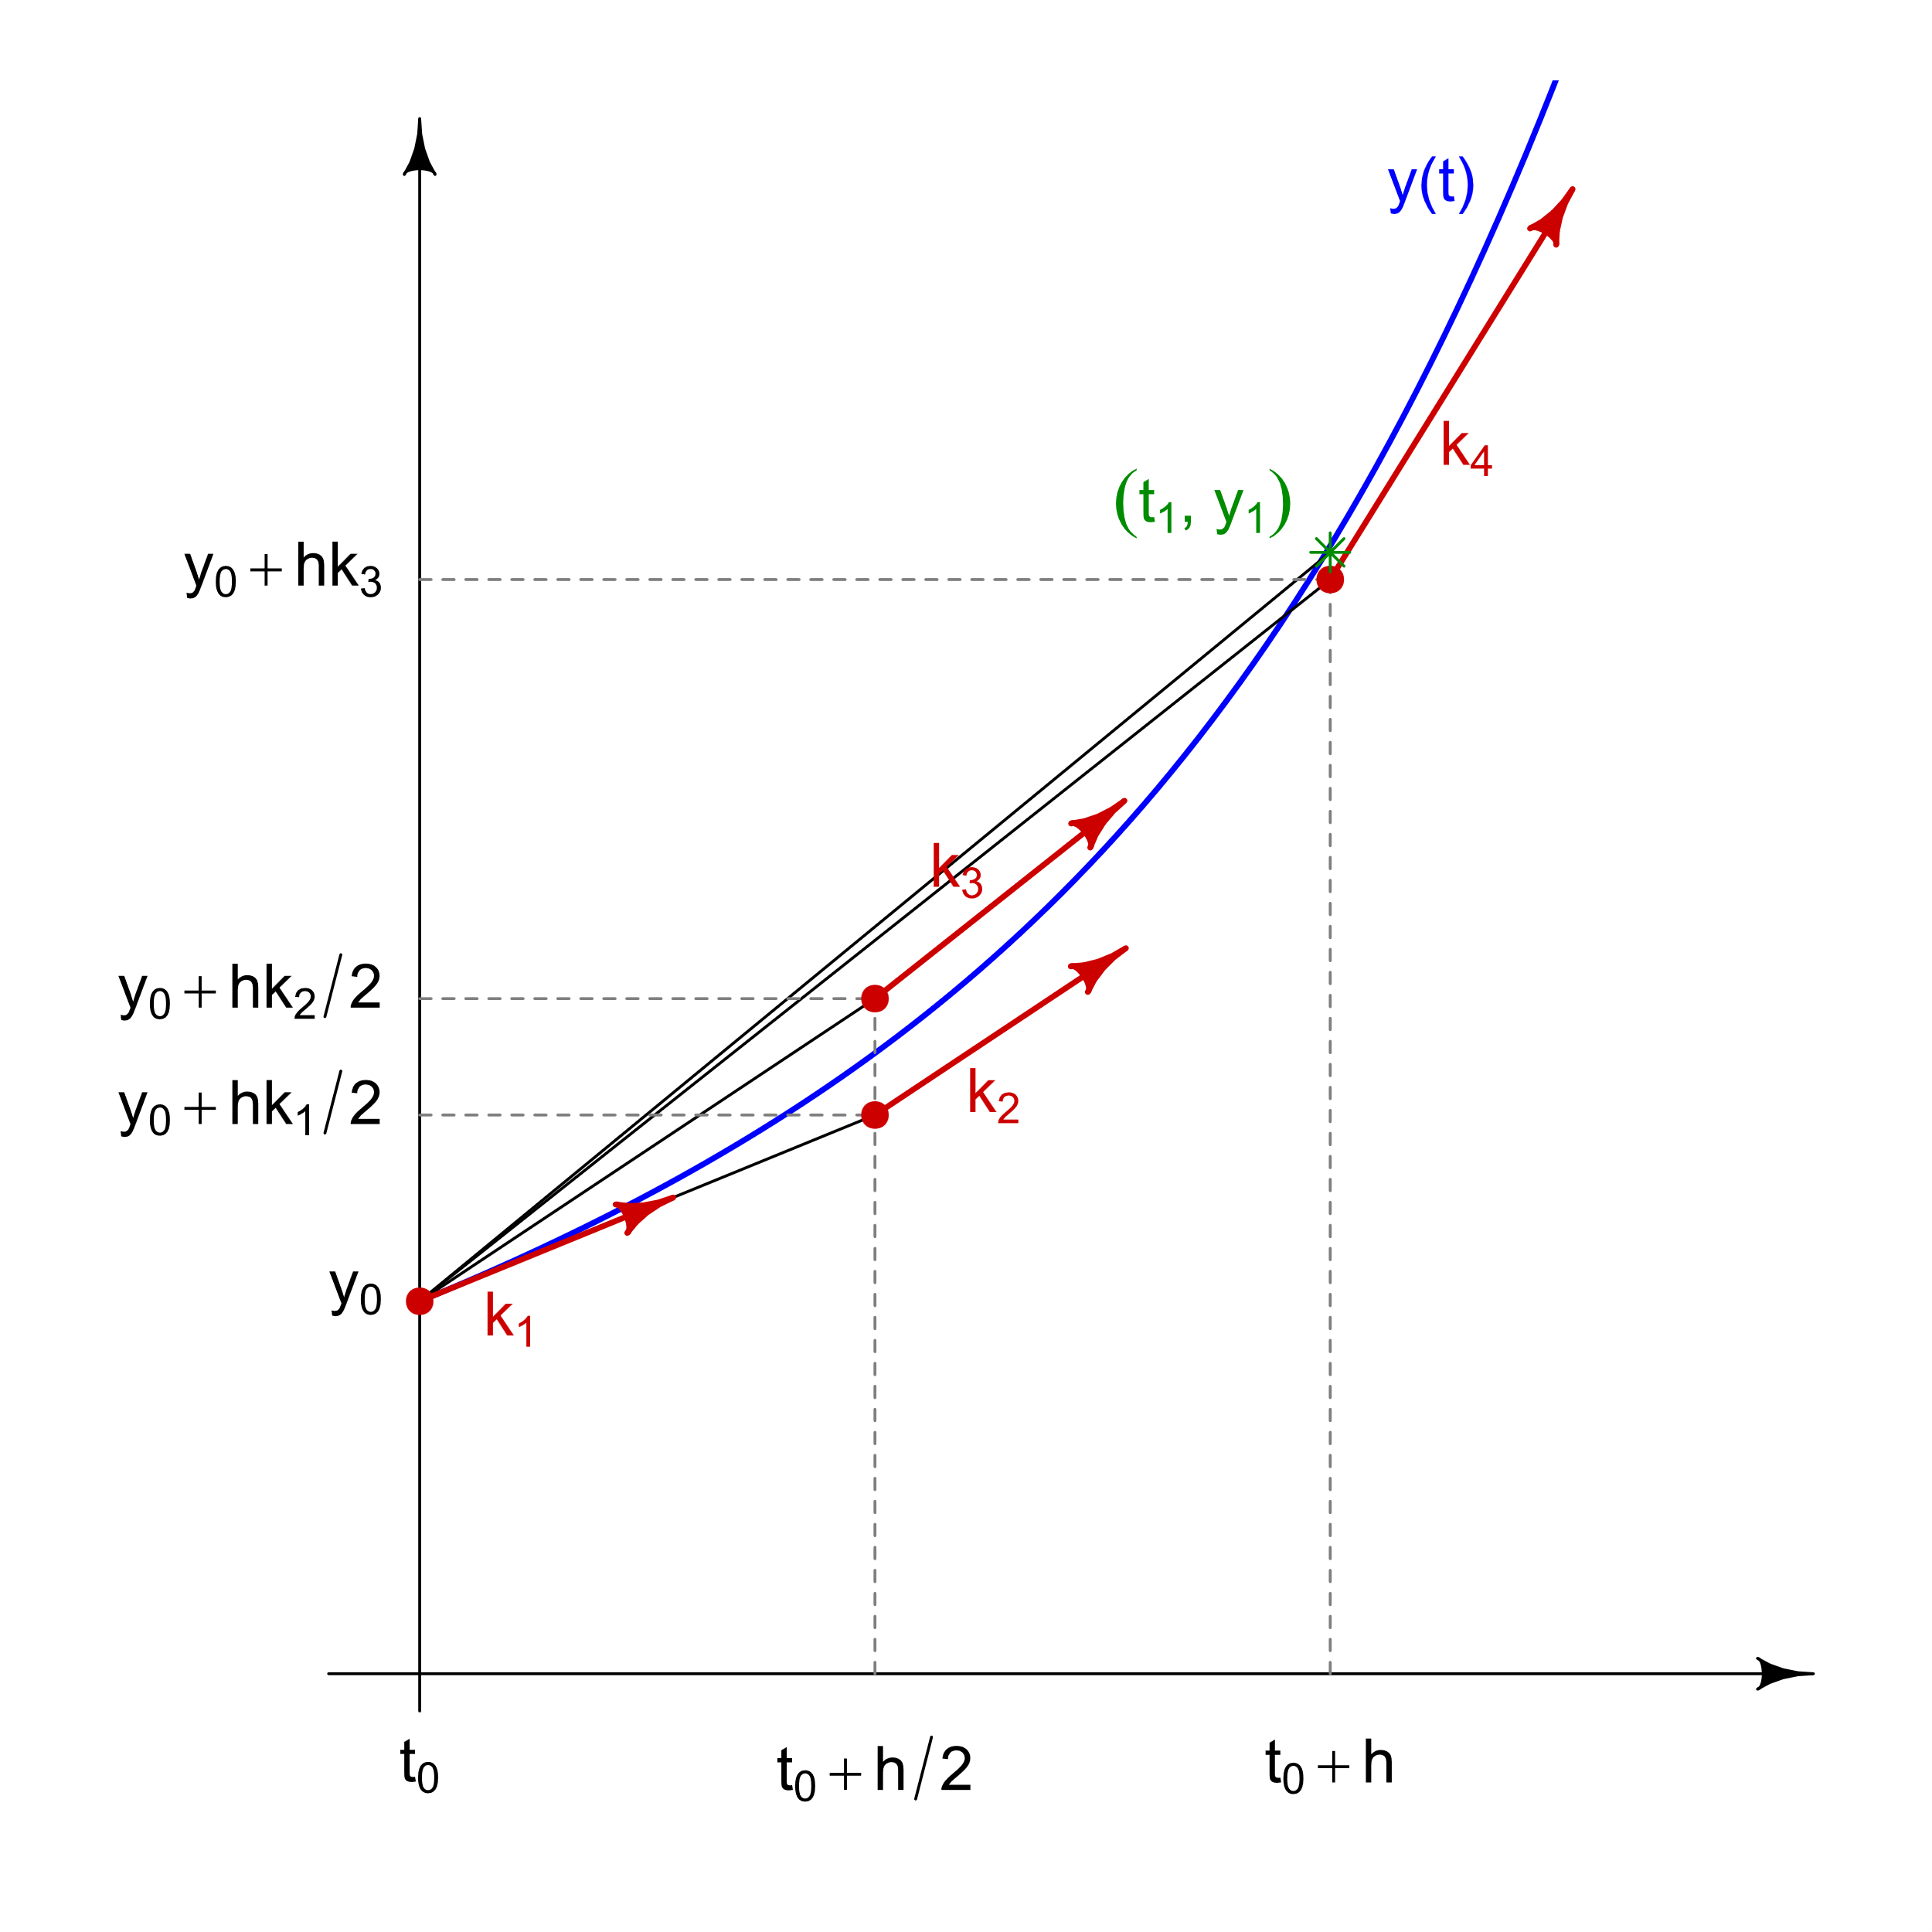 y(t)
k₄
(t₁, y₁)
y₀ + hk₃
k₃
y₀ + hk₂/2
k₂
y₀ + hk₁/2
y₀
k₁
t₀
t₀ + h/2
t₀ + h